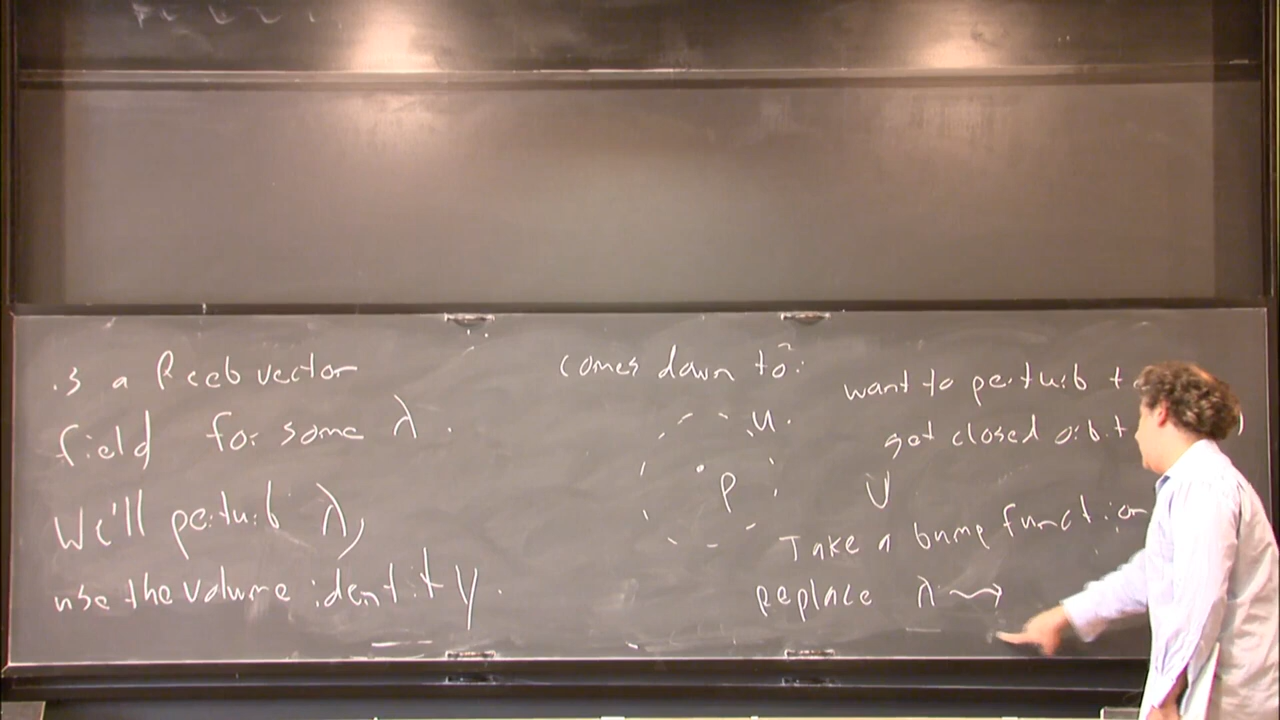 is a Reeb vector
field for some λ.
We'll perturb λ,
use the volume identity.
comes down to:
U.
P
want to perturb to
get closed orbit
U
Take a bump function
replace λ ⇝